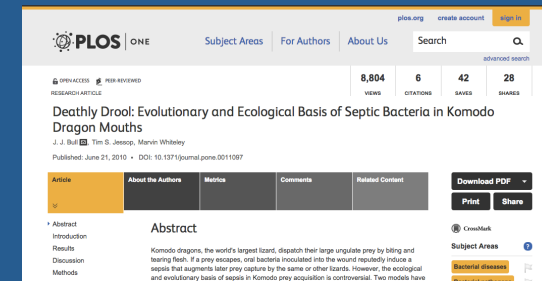 plos.org create account sign in
PLOS ONE Subject Areas For Authors About Us Search
advanced search
OPEN ACCESS PEER-REVIEWED
RESEARCH ARTICLE
8,804 6 42 28
VIEWS CITATIONS SAVES SHARES
Deathly Drool: Evolutionary and Ecological Basis of Septic Bacteria in Komodo
Dragon Mouths
J. J. Bull, Tim S. Jessop, Marvin Whiteley
Published: June 21, 2010 • DOI: 10.1371/journal.pone.0011097
Article About the Authors Metrics Comments Related Content
Download PDF
Print Share
CrossMark
Subject Areas ?
Bacterial diseases
Abstract
Introduction
Results
Discussion
Methods
Abstract
Komodo dragons, the world's largest lizard, dispatch their large ungulate prey by biting and
tearing flesh. If a prey escapes, oral bacteria inoculated into the wound reputedly induce a
sepsis that augments later prey capture by the same or other lizards. However, the ecological
and evolutionary basis of sepsis in Komodo prey acquisition is controversial. Two models have